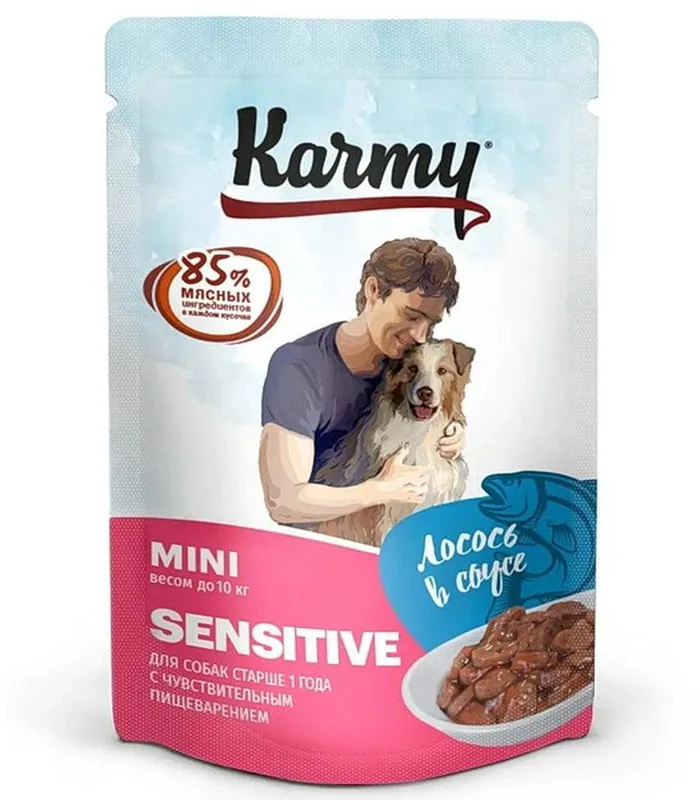 Karmy®
85%
МЯСНЫХ
ингредиентов
в каждом кусочке
Лосось
в соусе
MINI
весом до 10 кг
SENSITIVE
ДЛЯ СОБАК СТАРШЕ 1 ГОДА
С ЧУВСТВИТЕЛЬНЫМ
ПИЩЕВАРЕНИЕМ